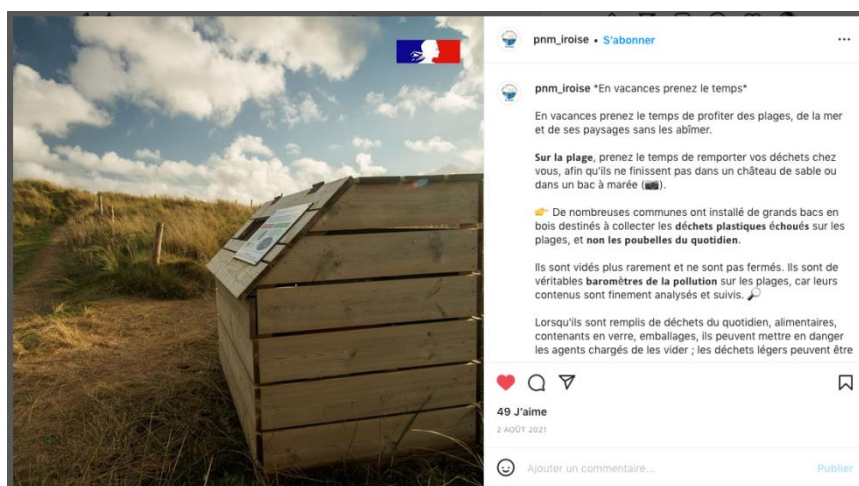 pnm_iroise • S'abonner
pnm_iroise *En vacances prenez le temps*
En vacances prenez le temps de profiter des plages, de la mer
et de ses paysages sans les abîmer.
Sur la plage, prenez le temps de remporter vos déchets chez
vous, afin qu'ils ne finissent pas dans un château de sable ou
dans un bac à marée (📷).
👉 De nombreuses communes ont installé de grands bacs en
bois destinés à collecter les déchets plastiques échoués sur les
plages, et non les poubelles du quotidien.
Ils sont vidés plus rarement et ne sont pas fermés. Ils sont de
véritables baromètres de la pollution sur les plages, car leurs
contenus sont finement analysés et suivis. 🔎
Lorsqu'ils sont remplis de déchets du quotidien, alimentaires,
contenants en verre, emballages, ils peuvent mettre en danger
les agents chargés de les vider ; les déchets légers peuvent être
49 J'aime
2 AOÛT 2021
Ajouter un commentaire... Publier